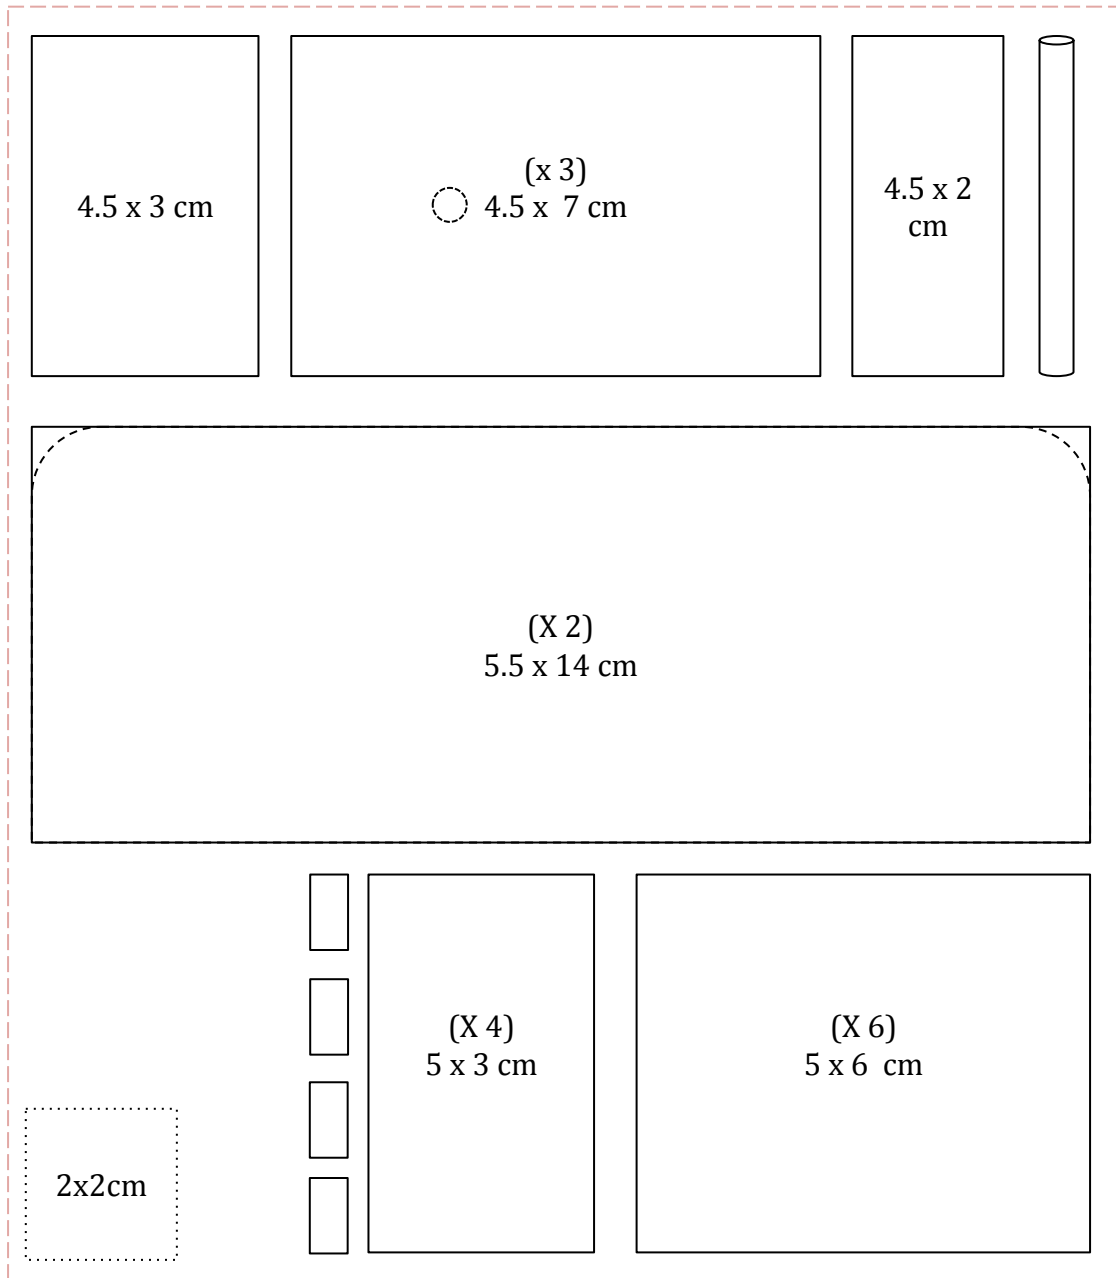 4.5 x 3 cm
(x 3)
4.5 x  7 cm
4.5 x 2
cm
(X 2)
5.5 x 14 cm
(X 4)
5 x 3 cm
(X 6)
5 x 6  cm
2x2cm